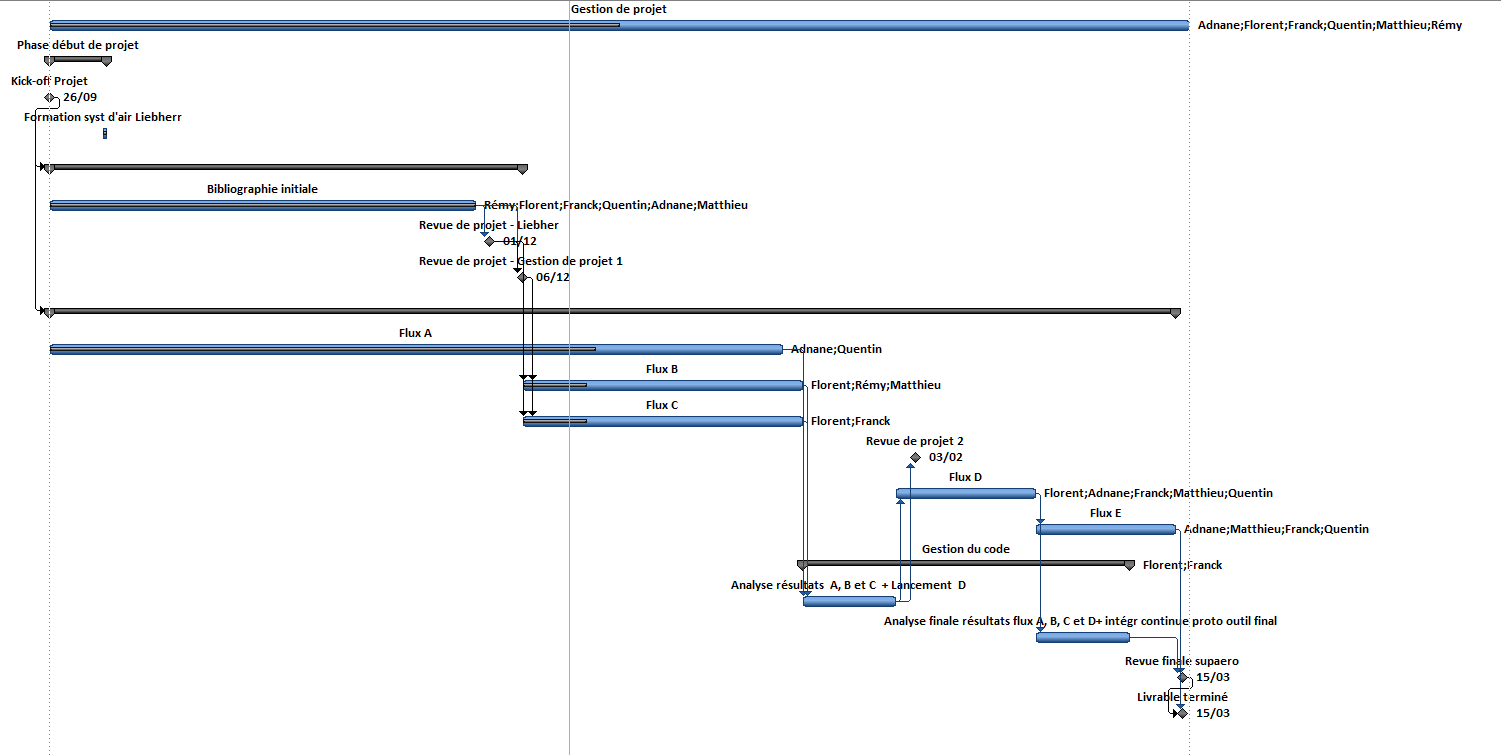 Gestion de projet
Adnane;Florent;Franck;Quentin;Matthieu;Rémy
Phase début de projet
Kick-off Projet
26/09
Formation syst d'air Liebherr
Bibliographie initiale
Rémy;Florent;Franck;Quentin;Adnane;Matthieu
Revue de projet - Liebher
01/12
Revue de projet - Gestion de projet 1
06/12
Flux A
Adnane;Quentin
Flux B
Florent;Rémy;Matthieu
Flux C
Florent;Franck
Revue de projet 2
03/02
Flux D
Florent;Adnane;Franck;Matthieu;Quentin
Flux E
Adnane;Matthieu;Franck;Quentin
Gestion du code
Florent;Franck
Analyse résultats  A, B et C  + Lancement  D
Analyse finale résultats flux A, B, C et D+ intégr continue proto outil final
Revue finale supaero
15/03
Livrable terminé
15/03